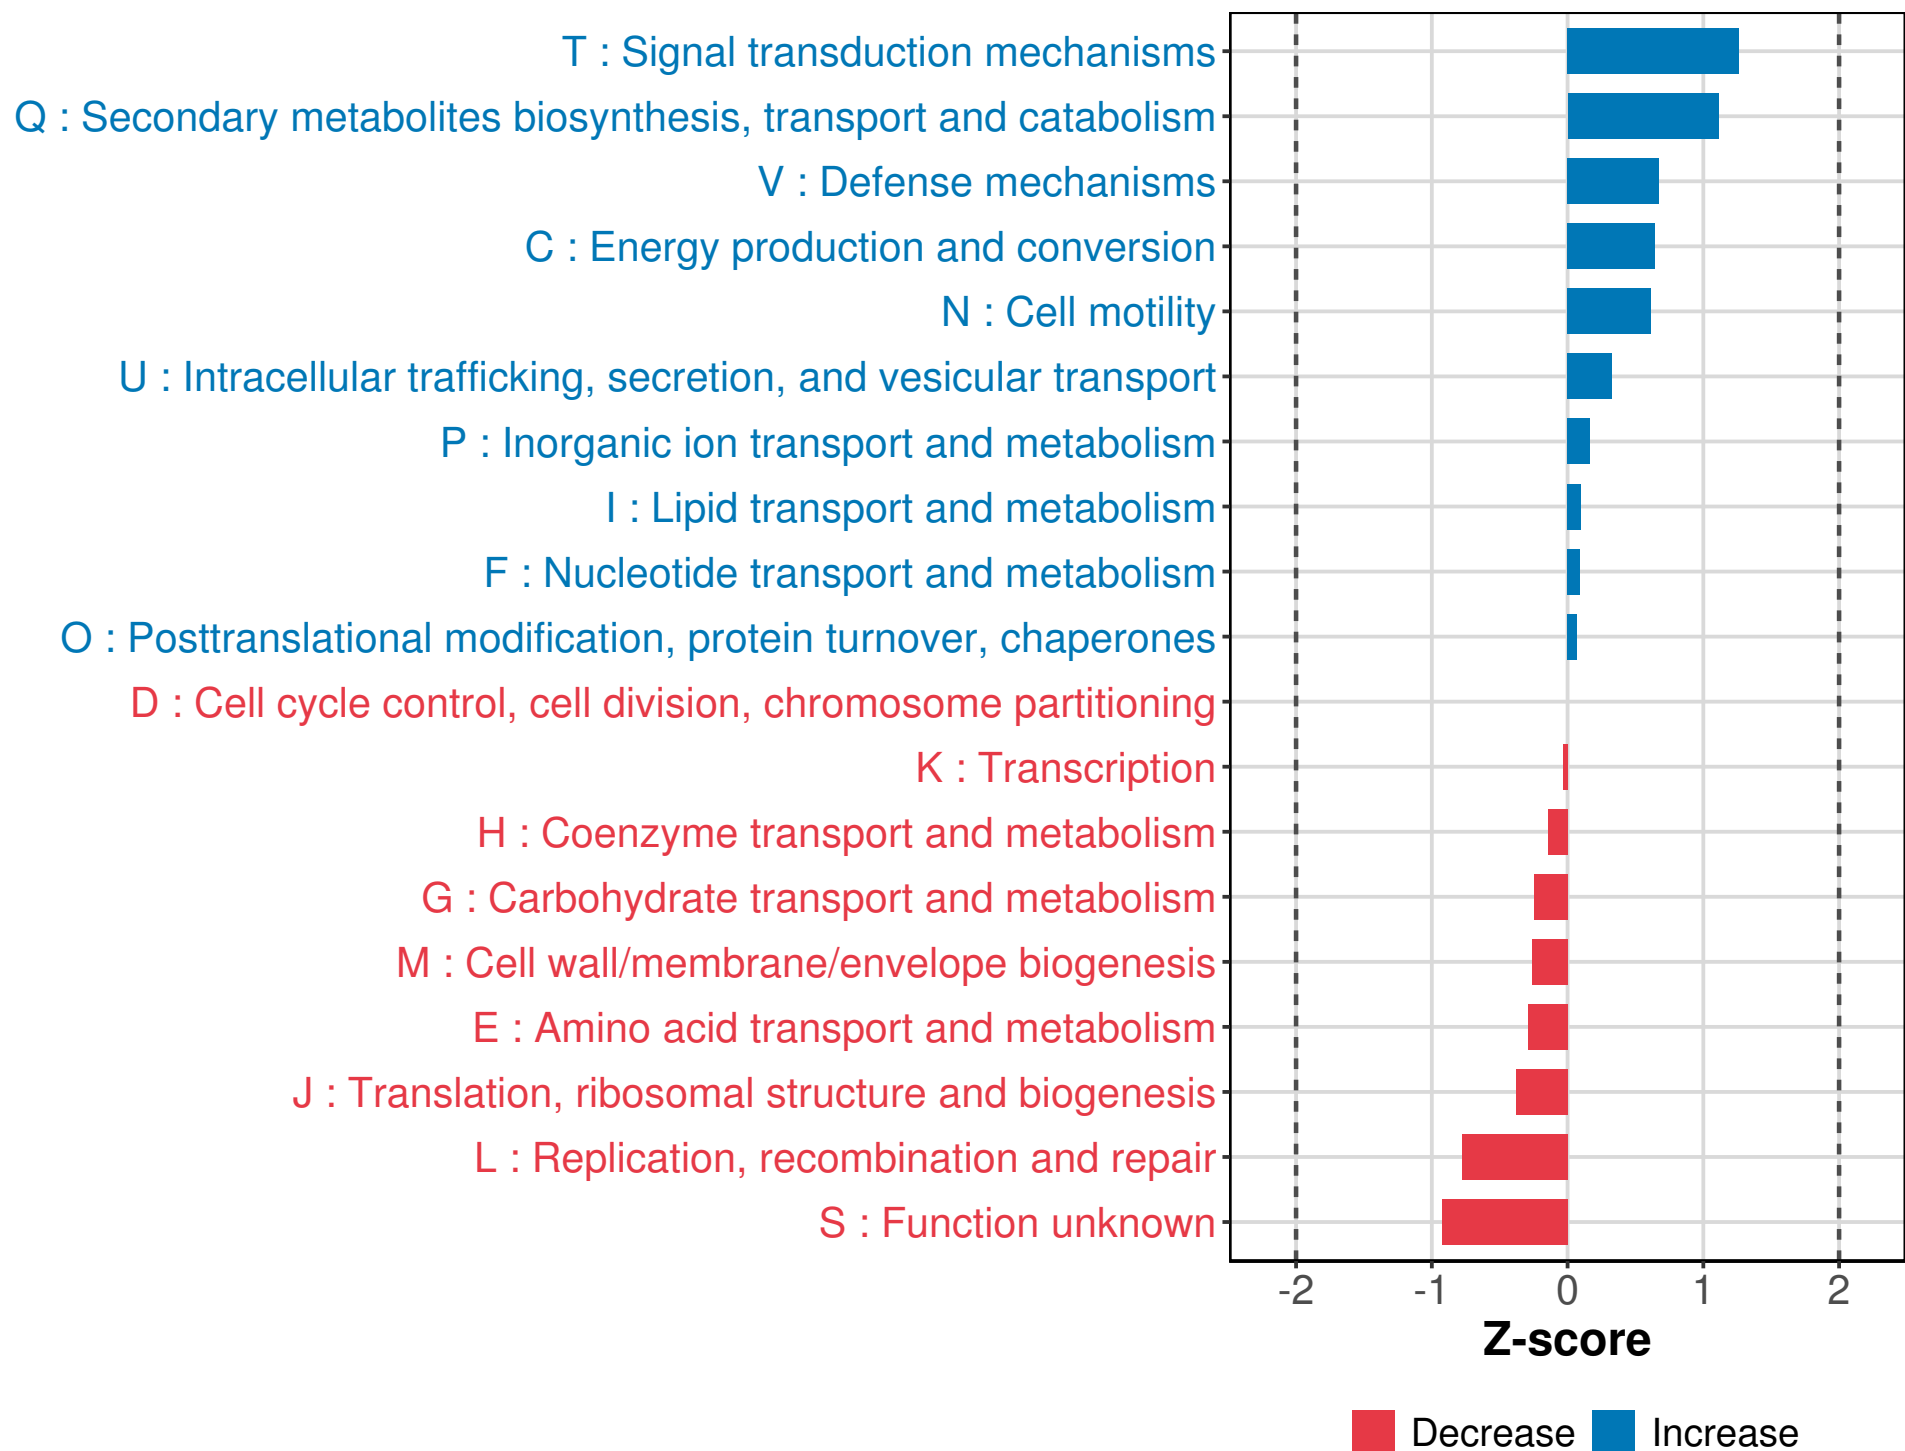 T : Signal transduction mechanisms
Q : Secondary metabolites biosynthesis, transport and catabolism
V : Defense mechanisms
C : Energy production and conversion
N : Cell motility
U : Intracellular trafficking, secretion, and vesicular transport
P : Inorganic ion transport and metabolism
I : Lipid transport and metabolism
F : Nucleotide transport and metabolism
O : Posttranslational modification, protein turnover, chaperones
D : Cell cycle control, cell division, chromosome partitioning
K : Transcription
H : Coenzyme transport and metabolism
G : Carbohydrate transport and metabolism
M : Cell wall/membrane/envelope biogenesis
E : Amino acid transport and metabolism
J : Translation, ribosomal structure and biogenesis
L : Replication, recombination and repair
S : Function unknown
-2 -1 0 1 2
Z-score
Decrease Increase